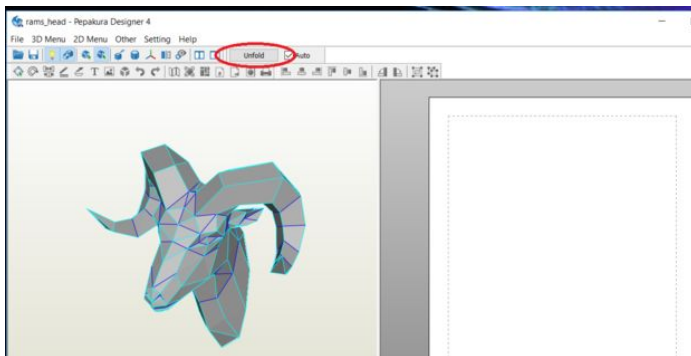 rams_head - Pepakura Designer 4
File 3D Menu 2D Menu Other Setting Help
Unfold Auto